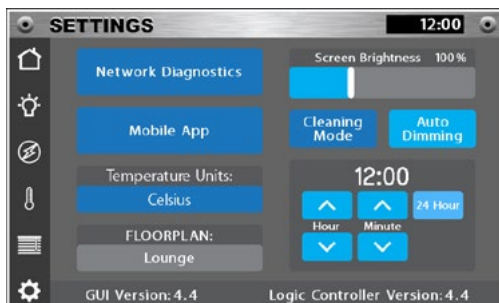 SETTINGS 12:00
Network Diagnostics
Screen Brightness 100%
Mobile App
Cleaning
Mode
Auto
Dimming
Temperature Units:
Celsius
12:00
24 Hour
Hour Minute
FLOORPLAN:
Lounge
GUI Version: 4.4 Logic Controller Version: 4.4